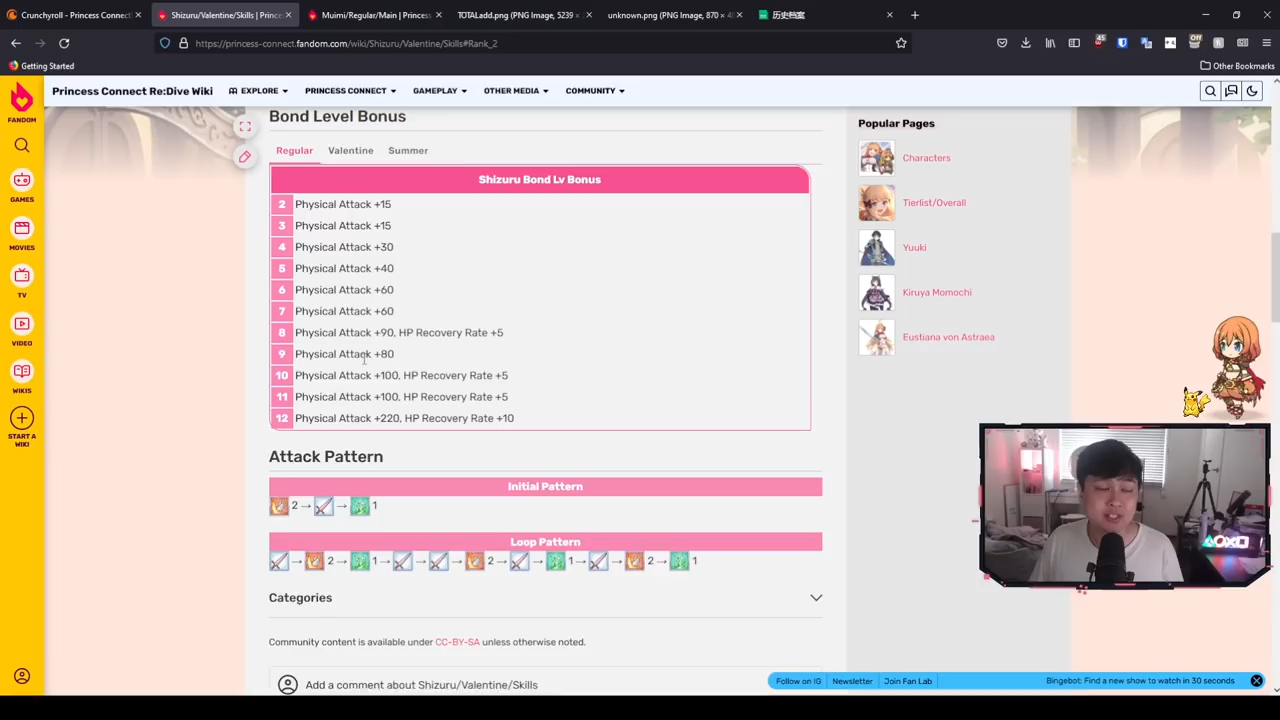 Crunchyroll - Princess Connect!
Shizuru/Valentine/Skills | Prince
Muimi/Regular/Main | Princess
TOTALadd.png (PNG Image, 5239 ×
unknown.png (PNG Image, 870 × 4
历史档案
https://princess-connect.fandom.com/wiki/Shizuru/Valentine/Skills#Rank_2
45
Off
Getting Started
Other Bookmarks
FANDOM
GAMES
MOVIES
TV
VIDEO
WIKIS
START A WIKI
Princess Connect Re:Dive Wiki
EXPLORE
PRINCESS CONNECT
GAMEPLAY
OTHER MEDIA
COMMUNITY
Bond Level Bonus
Regular Valentine Summer
Shizuru Bond Lv Bonus
2 Physical Attack +15
3 Physical Attack +15
4 Physical Attack +30
5 Physical Attack +40
6 Physical Attack +60
7 Physical Attack +60
8 Physical Attack +90, HP Recovery Rate +5
9 Physical Attack +80
10 Physical Attack +100, HP Recovery Rate +5
11 Physical Attack +100, HP Recovery Rate +5
12 Physical Attack +220, HP Recovery Rate +10
Attack Pattern
Initial Pattern
2 → → 1
Loop Pattern
→ 2 → 1 → → → 2 → → 1 → → 2 → 1
Categories
Community content is available under CC-BY-SA unless otherwise noted.
Add a comment about Shizuru/Valentine/Skills
Popular Pages
Characters
Tierlist/Overall
Yuuki
Kiruya Momochi
Eustiana von Astraea
Follow on IG
Newsletter
Join Fan Lab
Bingebot: Find a new show to watch in 30 seconds